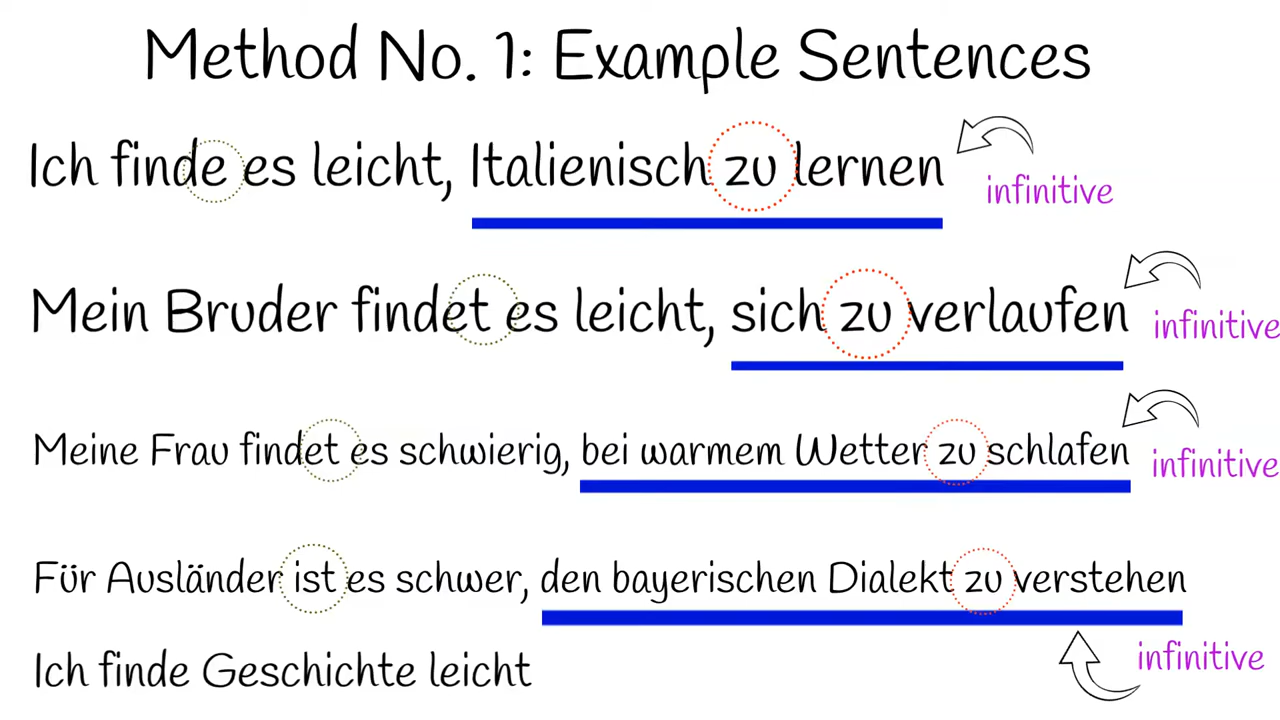 Method No. 1: Example Sentences
Ich finde es leicht, Italienisch zu lernen
infinitive
Mein Bruder findet es leicht, sich zu verlaufen
infinitive
Meine Frau findet es schwierig, bei warmem Wetter zu schlafen
infinitive
Für Ausländer ist es schwer, den bayerischen Dialekt zu verstehen
infinitive
Ich finde Geschichte leicht